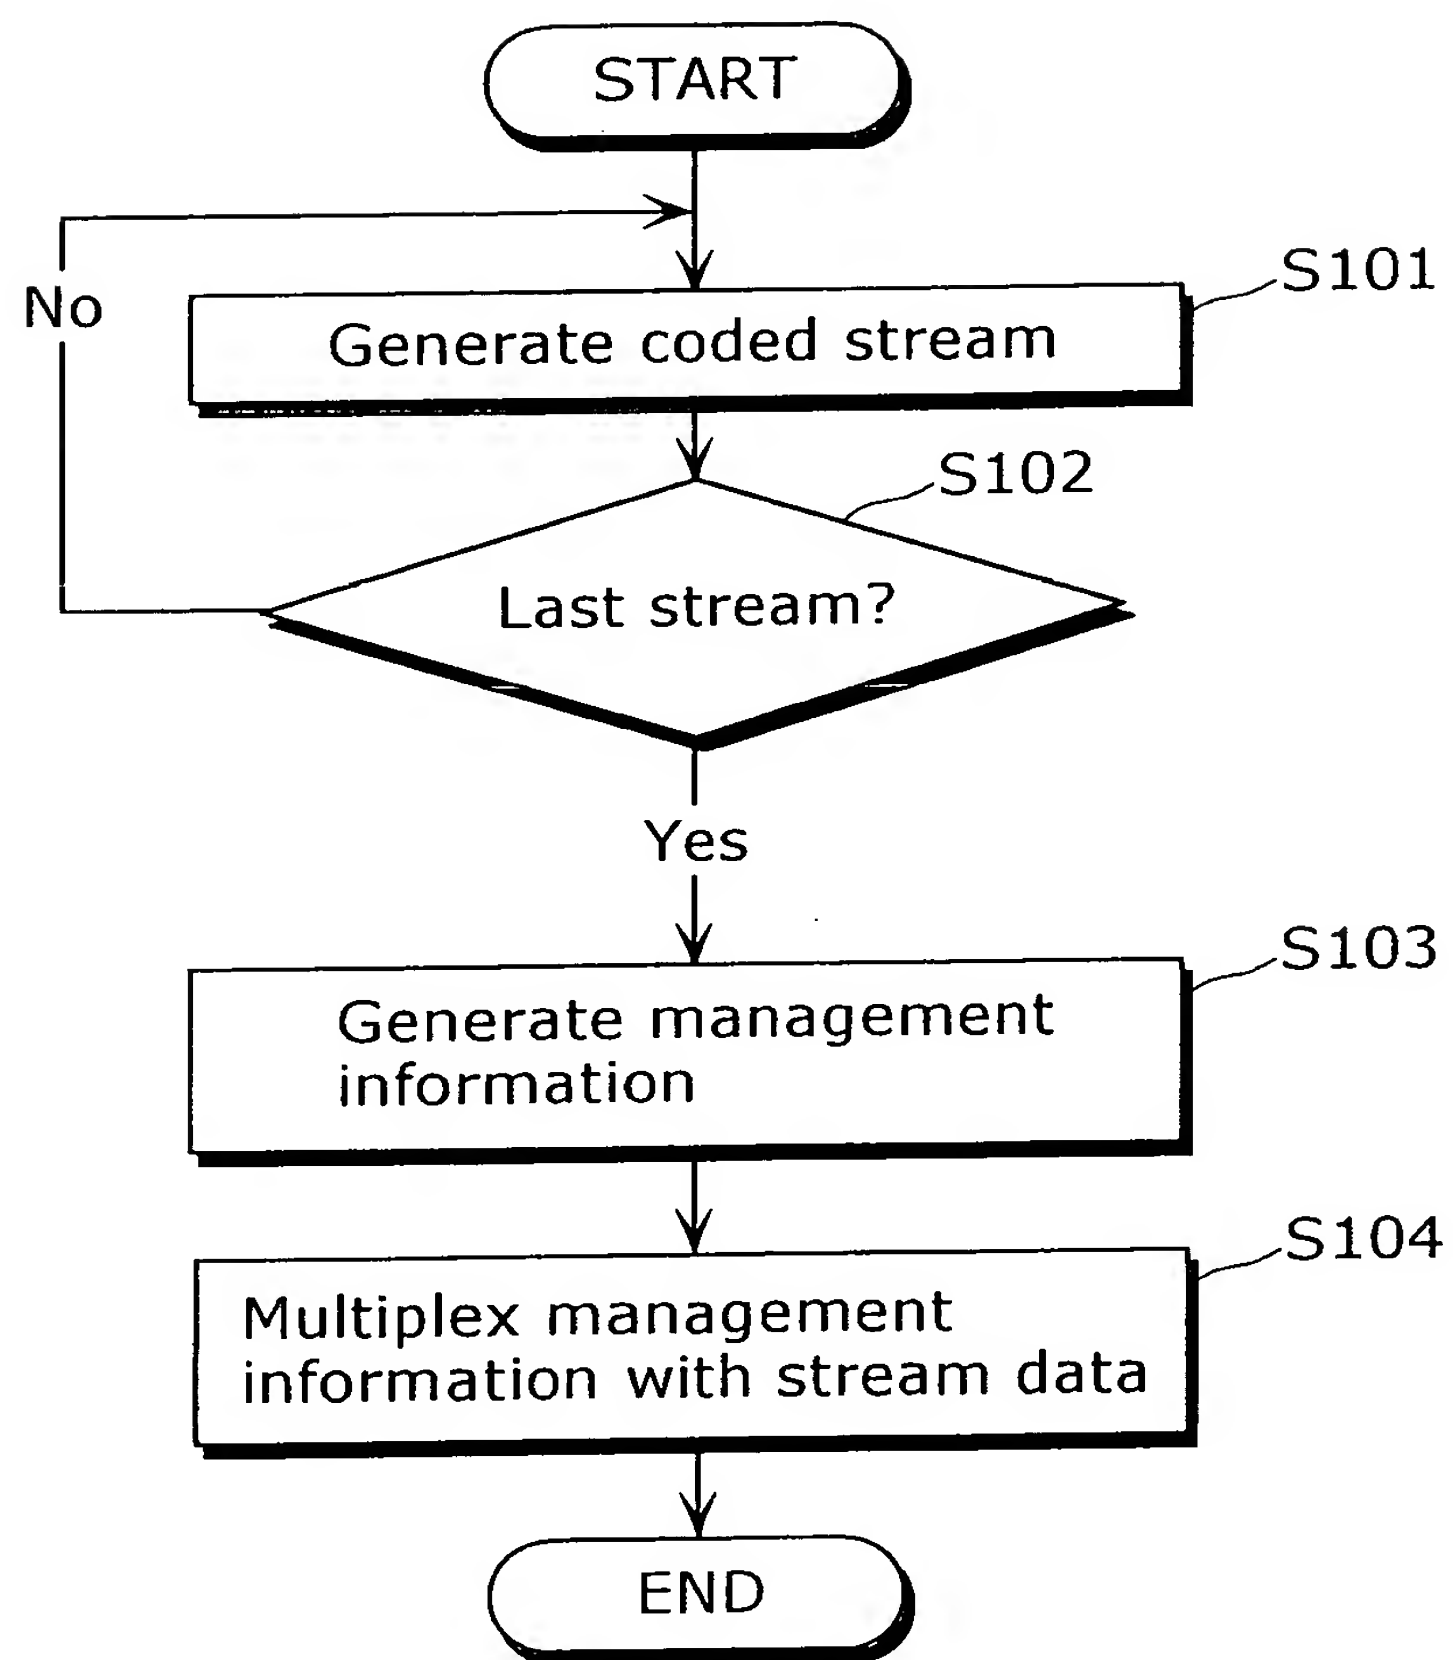 START
No
S101
Generate coded stream
S102
Last stream?
Yes
S103
Generate management
information
S104
Multiplex management
information with stream data
END